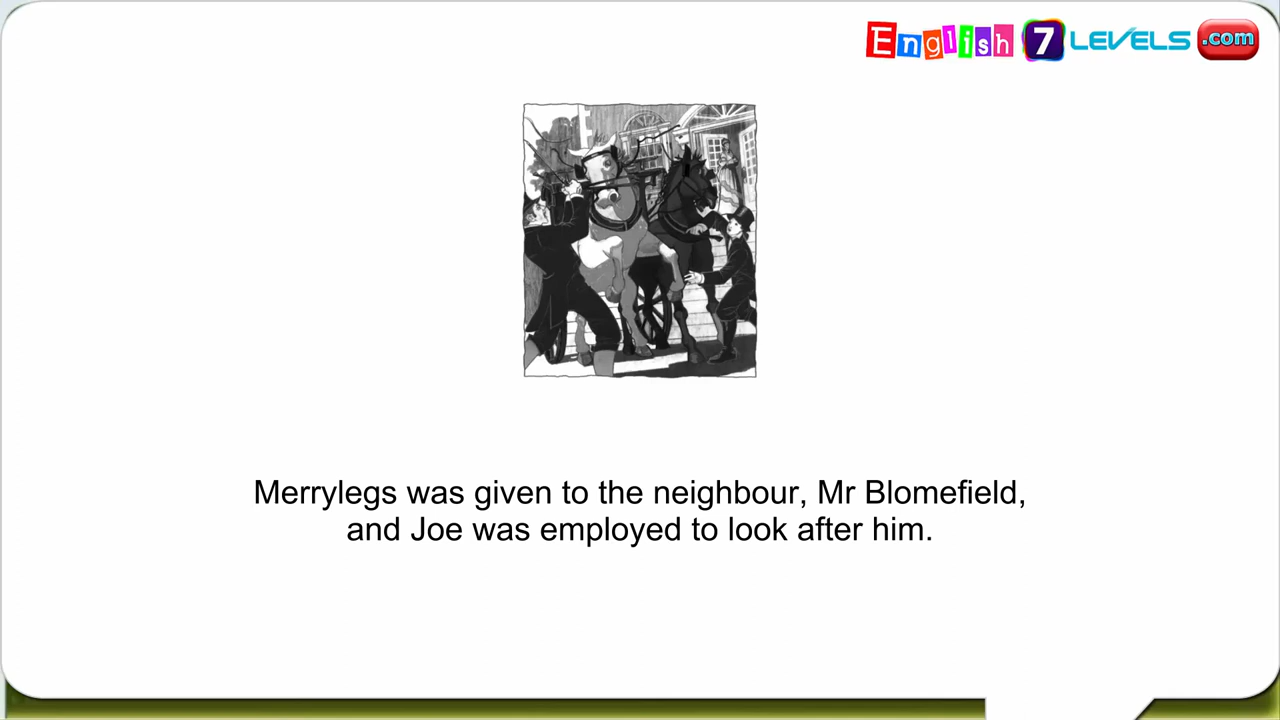 English 7 LEVELS .com
Merrylegs was given to the neighbour, Mr Blomefield,
and Joe was employed to look after him.